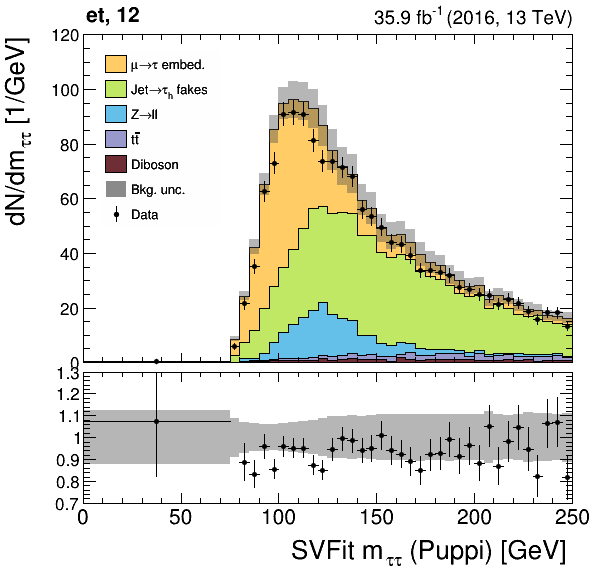 et, 12
35.9 fb⁻¹ (2016, 13 TeV)
dN/dm_ττ [1/GeV]
120
100
80
60
40
20
0
μ→τ embed.
Jet→τ_h fakes
Z→ll
tt̄
Diboson
Bkg. unc.
Data
1.3
1.2
1.1
1
0.9
0.8
0.7
0
50
100
150
200
250
SVFit m_ττ (Puppi) [GeV]